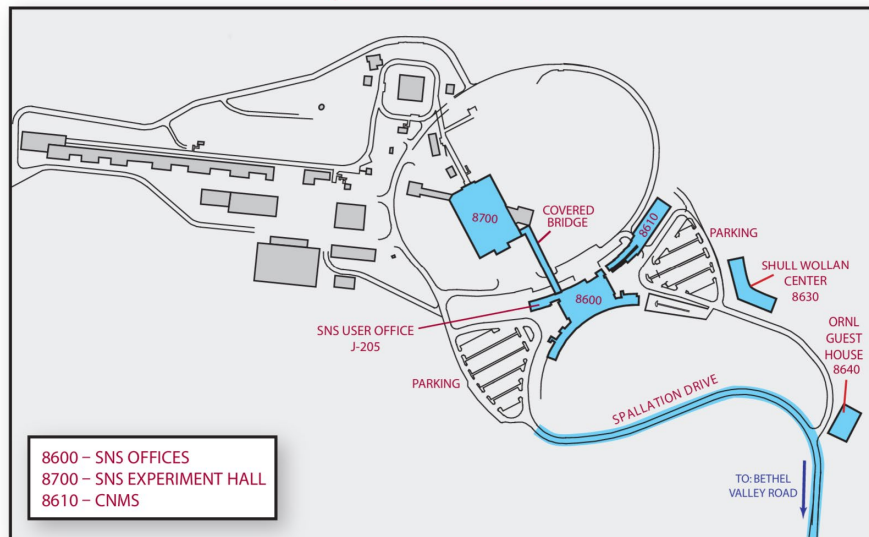 8700
COVERED
BRIDGE
8610
PARKING
SHULL WOLLAN
CENTER
8630
8600
SNS USER OFFICE
J-205
ORNL
GUEST
HOUSE
8640
PARKING
SPALLATION DRIVE
TO: BETHEL
VALLEY ROAD
8600 – SNS OFFICES
8700 – SNS EXPERIMENT HALL
8610 – CNMS